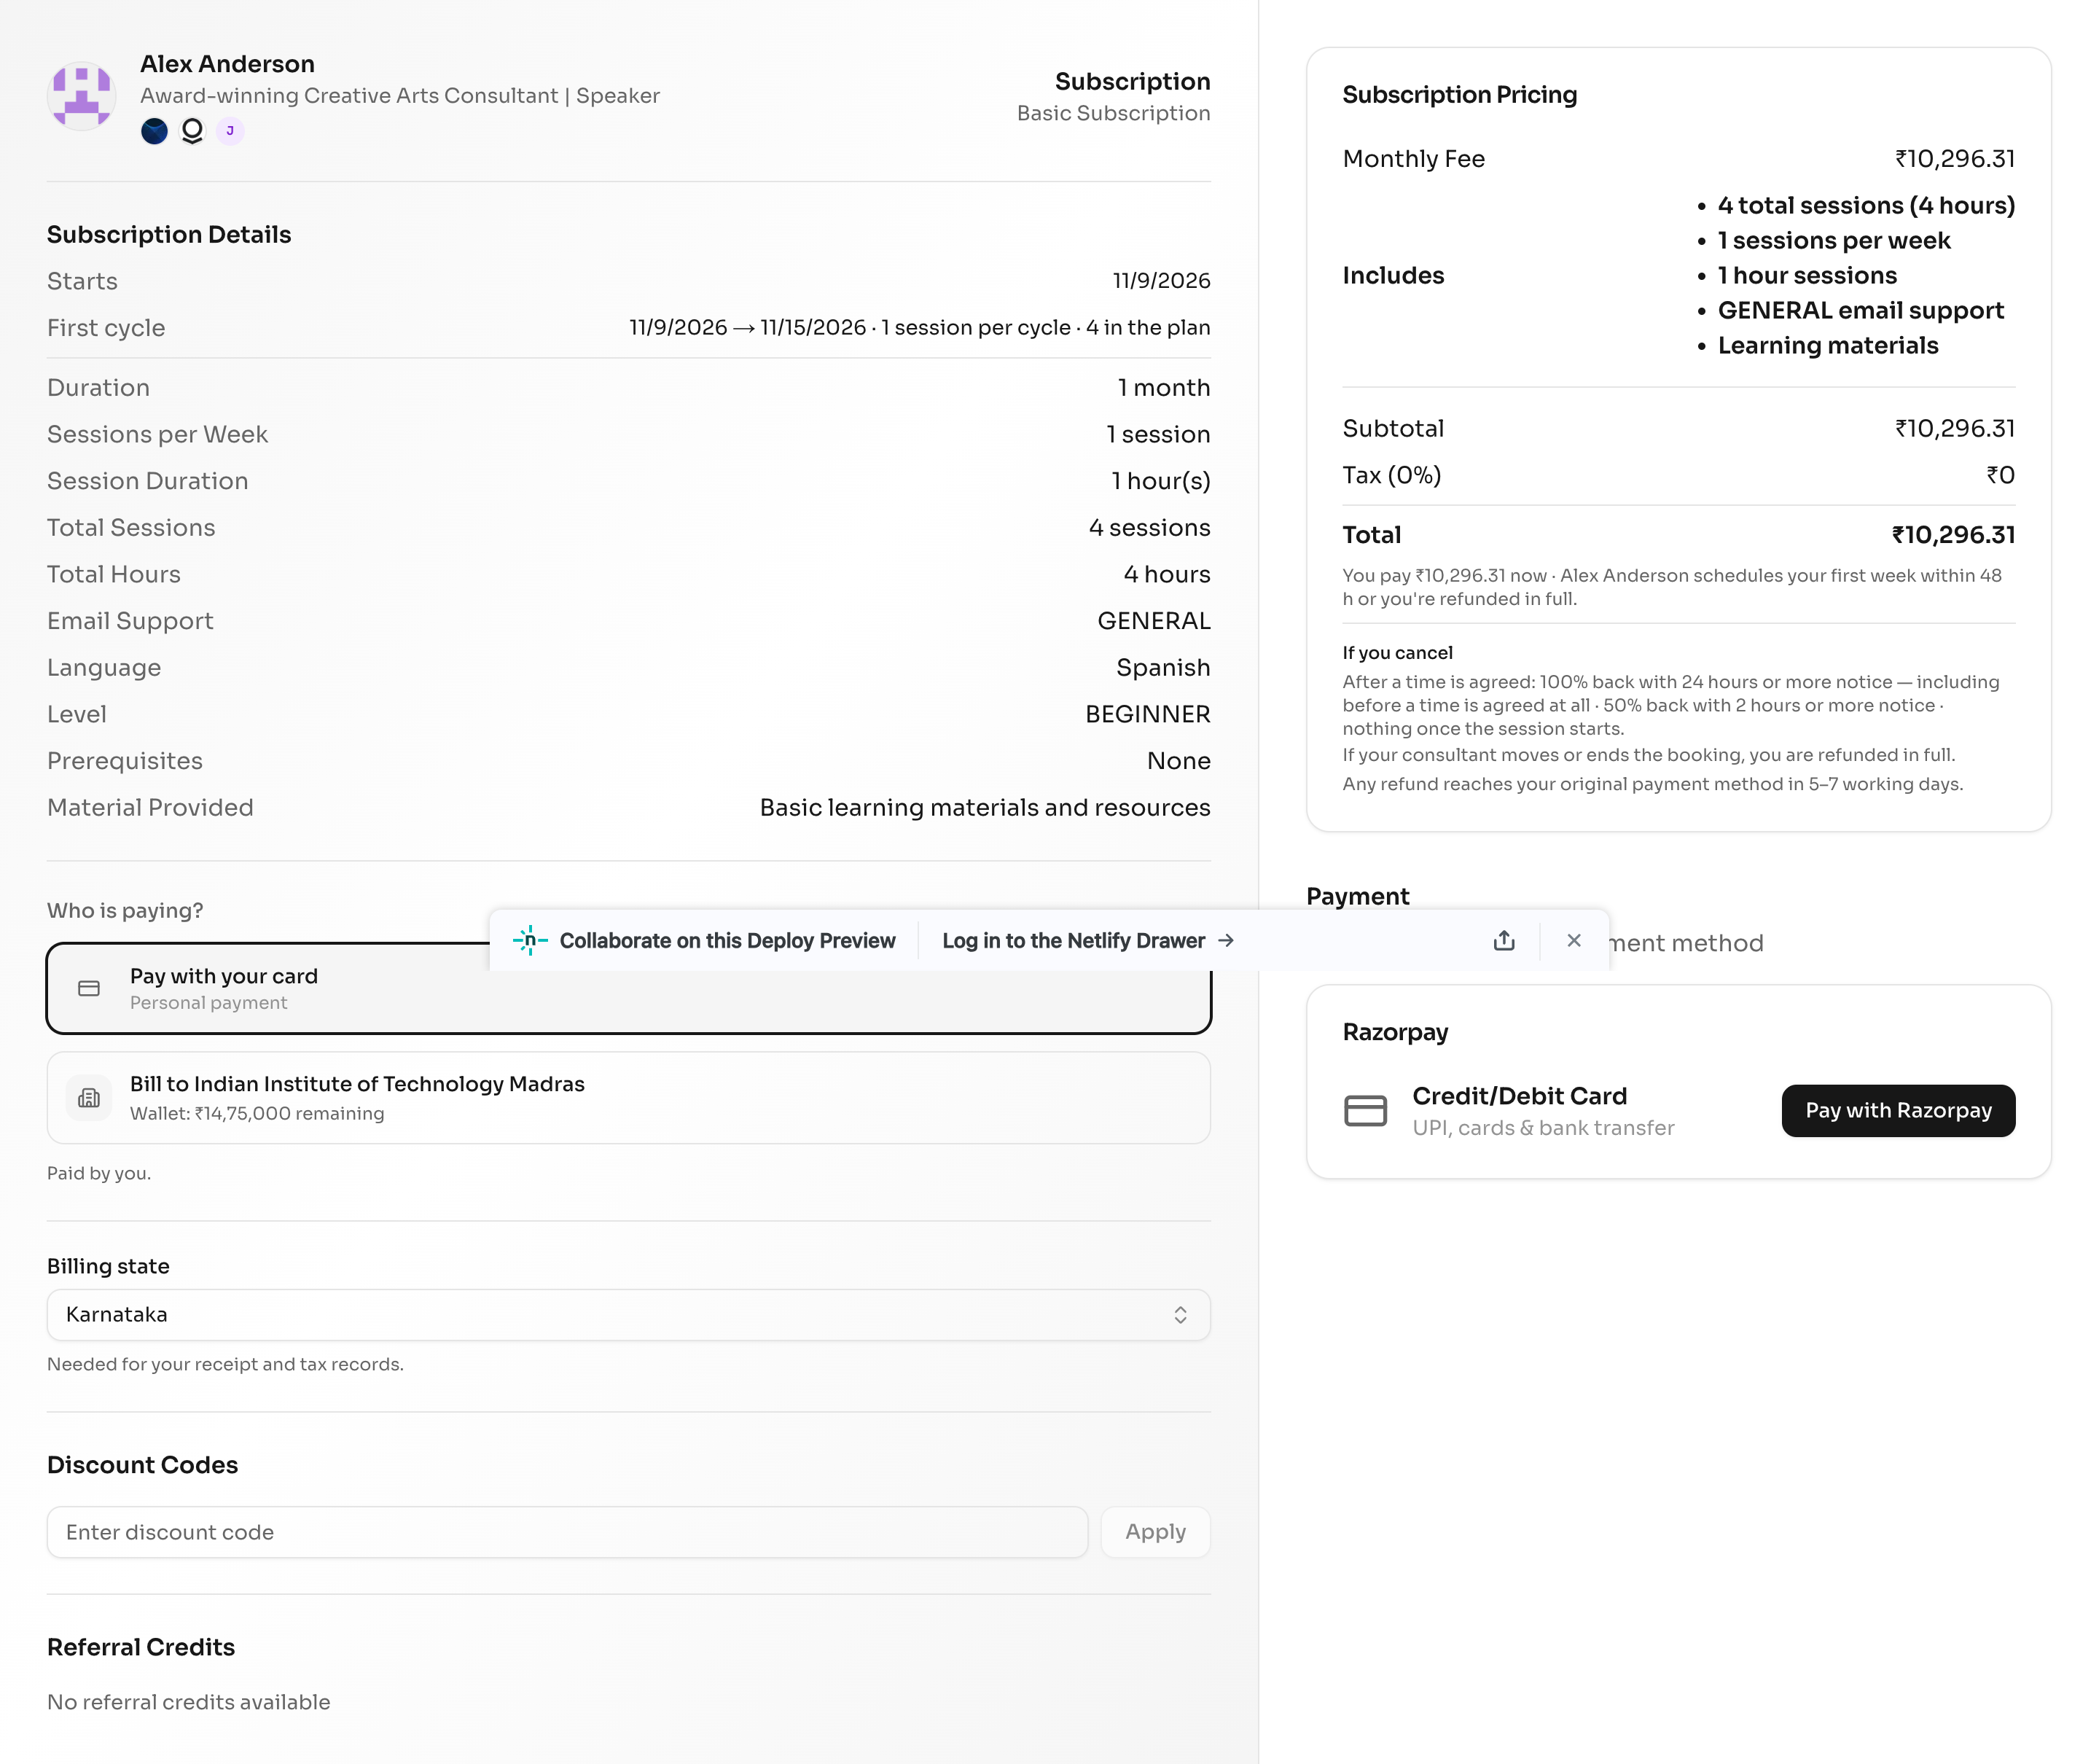 Alex Anderson
Award-winning Creative Arts Consultant | Speaker
J
Subscription
Basic Subscription
Subscription Details
Starts
11/9/2026
First cycle
11/9/2026 → 11/15/2026 · 1 session per cycle · 4 in the plan
Duration
1 month
Sessions per Week
1 session
Session Duration
1 hour(s)
Total Sessions
4 sessions
Total Hours
4 hours
Email Support
GENERAL
Language
Spanish
Level
BEGINNER
Prerequisites
None
Material Provided
Basic learning materials and resources
Who is paying?
Pay with your card
Personal payment
Bill to Indian Institute of Technology Madras
Wallet: ₹14,75,000 remaining
Paid by you.
Billing state
Karnataka
Needed for your receipt and tax records.
Discount Codes
Enter discount code
Apply
Referral Credits
No referral credits available
Collaborate on this Deploy Preview
Log in to the Netlify Drawer →
Subscription Pricing
Monthly Fee
₹10,296.31
Includes
• 4 total sessions (4 hours)
• 1 sessions per week
• 1 hour sessions
• GENERAL email support
• Learning materials
Subtotal
₹10,296.31
Tax (0%)
₹0
Total
₹10,296.31
You pay ₹10,296.31 now · Alex Anderson schedules your first week within 48
h or you're refunded in full.
If you cancel
After a time is agreed: 100% back with 24 hours or more notice — including
before a time is agreed at all · 50% back with 2 hours or more notice ·
nothing once the session starts.
If your consultant moves or ends the booking, you are refunded in full.
Any refund reaches your original payment method in 5–7 working days.
Payment
method
Razorpay
Credit/Debit Card
UPI, cards & bank transfer
Pay with Razorpay